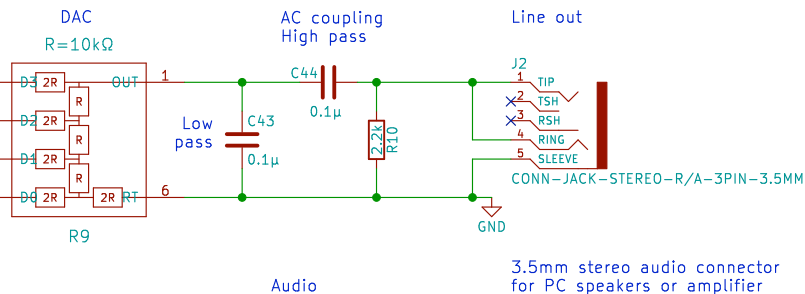 DAC
AC coupling
High pass
Line out
R=10kΩ
J2
D3
2R
OUT
1
C44
0.1µ
1
TIP
R
2
TSH
D2
2R
Low
pass
C43
0.1µ
2.2k
R10
3
RSH
R
4
RING
D1
2R
5
SLEEVE
R
CONN-JACK-STEREO-R/A-3PIN-3.5MM
D0
2R
2R
RT
6
GND
R9
Audio
3.5mm stereo audio connector
for PC speakers or amplifier